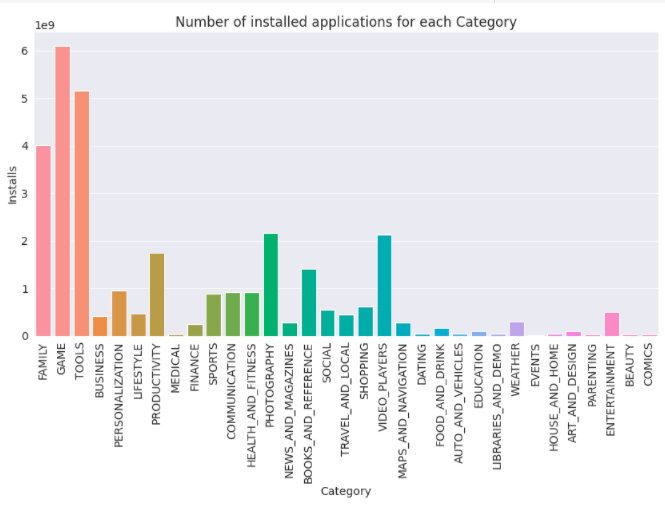 Number of installed applications for each Category
1e9
6
5
4
3
2
1
0
Installs
FAMILY
GAME
TOOLS
BUSINESS
PERSONALIZATION
LIFESTYLE
PRODUCTIVITY
MEDICAL
FINANCE
SPORTS
COMMUNICATION
HEALTH_AND_FITNESS
PHOTOGRAPHY
NEWS_AND_MAGAZINES
BOOKS_AND_REFERENCE
SOCIAL
TRAVEL_AND_LOCAL
SHOPPING
VIDEO_PLAYERS
MAPS_AND_NAVIGATION
DATING
FOOD_AND_DRINK
AUTO_AND_VEHICLES
EDUCATION
LIBRARIES_AND_DEMO
WEATHER
EVENTS
HOUSE_AND_HOME
ART_AND_DESIGN
PARENTING
ENTERTAINMENT
BEAUTY
COMICS
Category